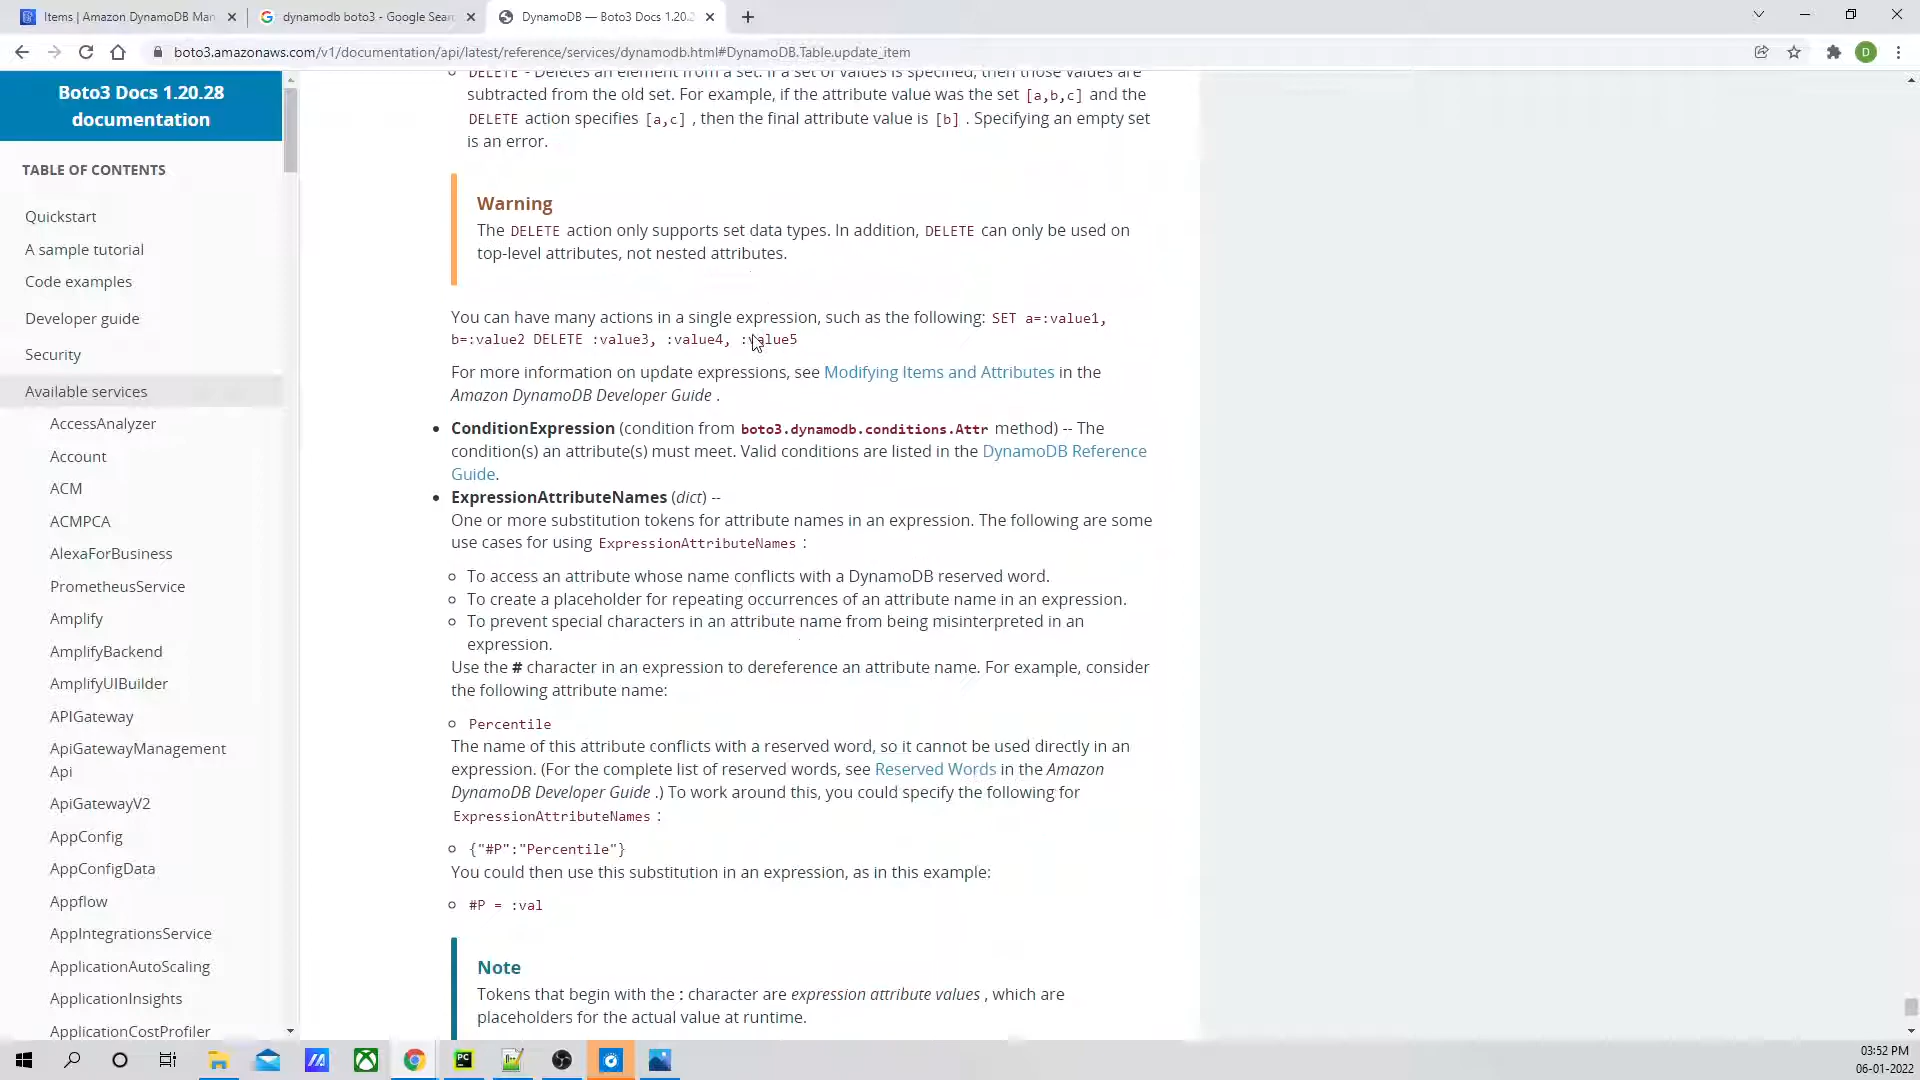 Items | Amazon DynamoDB Man
dynamodb boto3 - Google Sear
DynamoDB — Boto3 Docs 1.20.2
boto3.amazonaws.com/v1/documentation/api/latest/reference/services/dynamodb.html#DynamoDB.Table.update_item
D
Boto3 Docs 1.20.28
documentation
TABLE OF CONTENTS
Quickstart
A sample tutorial
Code examples
Developer guide
Security
Available services
AccessAnalyzer
Account
ACM
ACMPCA
AlexaForBusiness
PrometheusService
Amplify
AmplifyBackend
AmplifyUIBuilder
APIGateway
ApiGatewayManagement
Api
ApiGatewayV2
AppConfig
AppConfigData
Appflow
AppIntegrationsService
ApplicationAutoScaling
ApplicationInsights
ApplicationCostProfiler
DELETE - Deletes an element from a set. If a set of values is specified, then those values are
subtracted from the old set. For example, if the attribute value was the set [a,b,c] and the
DELETE action specifies [a,c] , then the final attribute value is [b] . Specifying an empty set
is an error.
Warning
The DELETE action only supports set data types. In addition, DELETE can only be used on
top-level attributes, not nested attributes.
You can have many actions in a single expression, such as the following: SET a=:value1,
b=:value2 DELETE :value3, :value4, :value5
For more information on update expressions, see Modifying Items and Attributes in the
Amazon DynamoDB Developer Guide .
ConditionExpression (condition from boto3.dynamodb.conditions.Attr method) -- The
condition(s) an attribute(s) must meet. Valid conditions are listed in the DynamoDB Reference
Guide.
ExpressionAttributeNames (dict) --
One or more substitution tokens for attribute names in an expression. The following are some
use cases for using ExpressionAttributeNames :
To access an attribute whose name conflicts with a DynamoDB reserved word.
To create a placeholder for repeating occurrences of an attribute name in an expression.
To prevent special characters in an attribute name from being misinterpreted in an
expression.
Use the # character in an expression to dereference an attribute name. For example, consider
the following attribute name:
Percentile
The name of this attribute conflicts with a reserved word, so it cannot be used directly in an
expression. (For the complete list of reserved words, see Reserved Words in the Amazon
DynamoDB Developer Guide .) To work around this, you could specify the following for
ExpressionAttributeNames :
{"#P":"Percentile"}
You could then use this substitution in an expression, as in this example:
#P = :val
Note
Tokens that begin with the : character are expression attribute values , which are
placeholders for the actual value at runtime.
PC
03:52 PM
06-01-2022